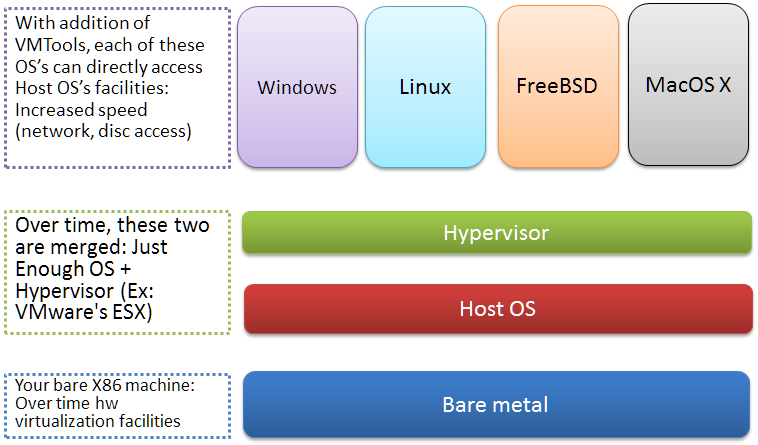 With addition of
VMTools, each of these
OS's can directly access
Host OS's facilities:
Increased speed
(network, disc access)
Windows
Linux
FreeBSD
MacOS X
Over time, these two
are merged: Just
Enough OS +
Hypervisor (Ex:
VMware's ESX)
Hypervisor
Host OS
Your bare X86 machine:
Over time hw
virtualization facilities
Bare metal